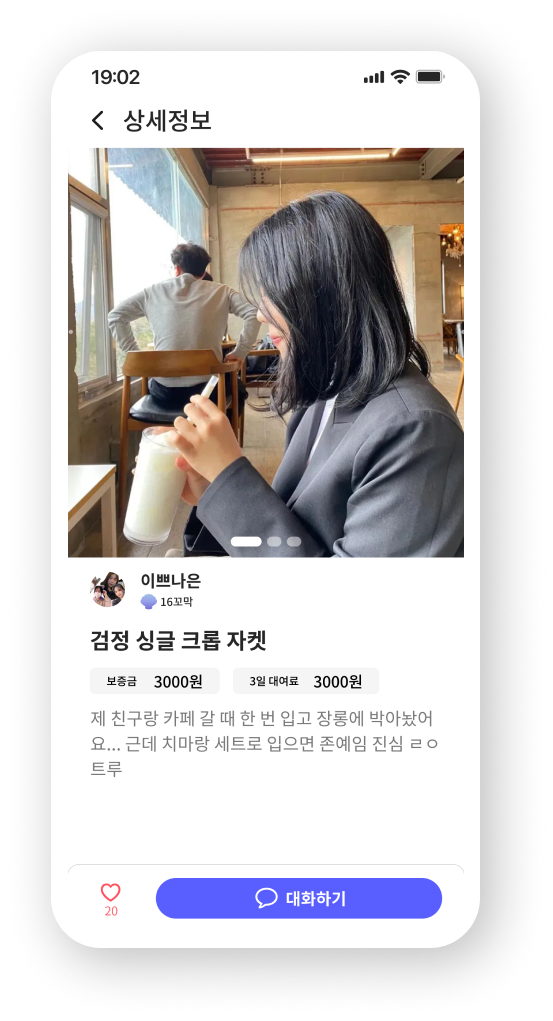 19:02
상세정보
이쁘나은
16꼬막
검정 싱글 크롭 자켓
보증금 3000원 3일 대여료 3000원
제 친구랑 카페 갈 때 한 번 입고 장롱에 박아놨어
요... 근데 치마랑 세트로 입으면 존예임 진심 ㄹㅇ
트루
20
대화하기